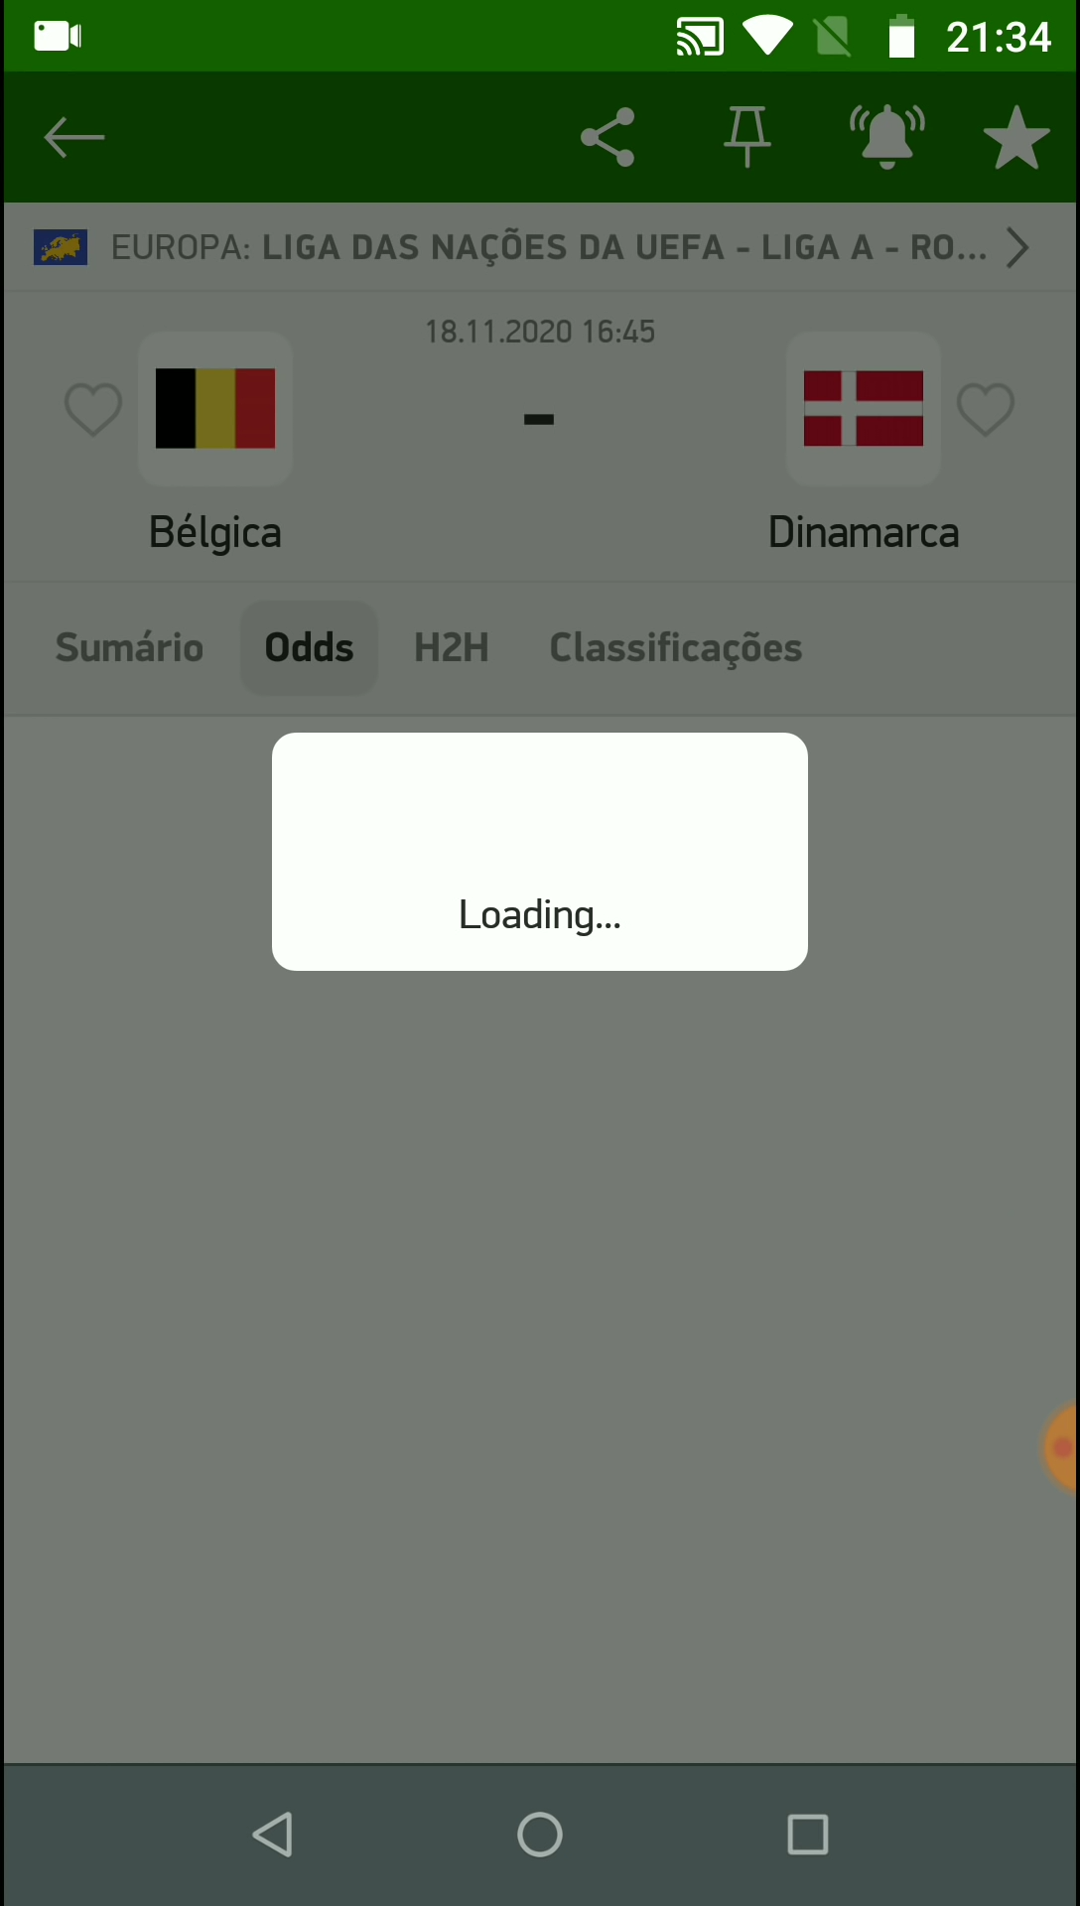 21:34
EUROPA: LIGA DAS NAÇÕES DA UEFA - LIGA A - RO...
18.11.2020 16:45
-
Bélgica
Dinamarca
Sumário Odds H2H Classificações
Loading...